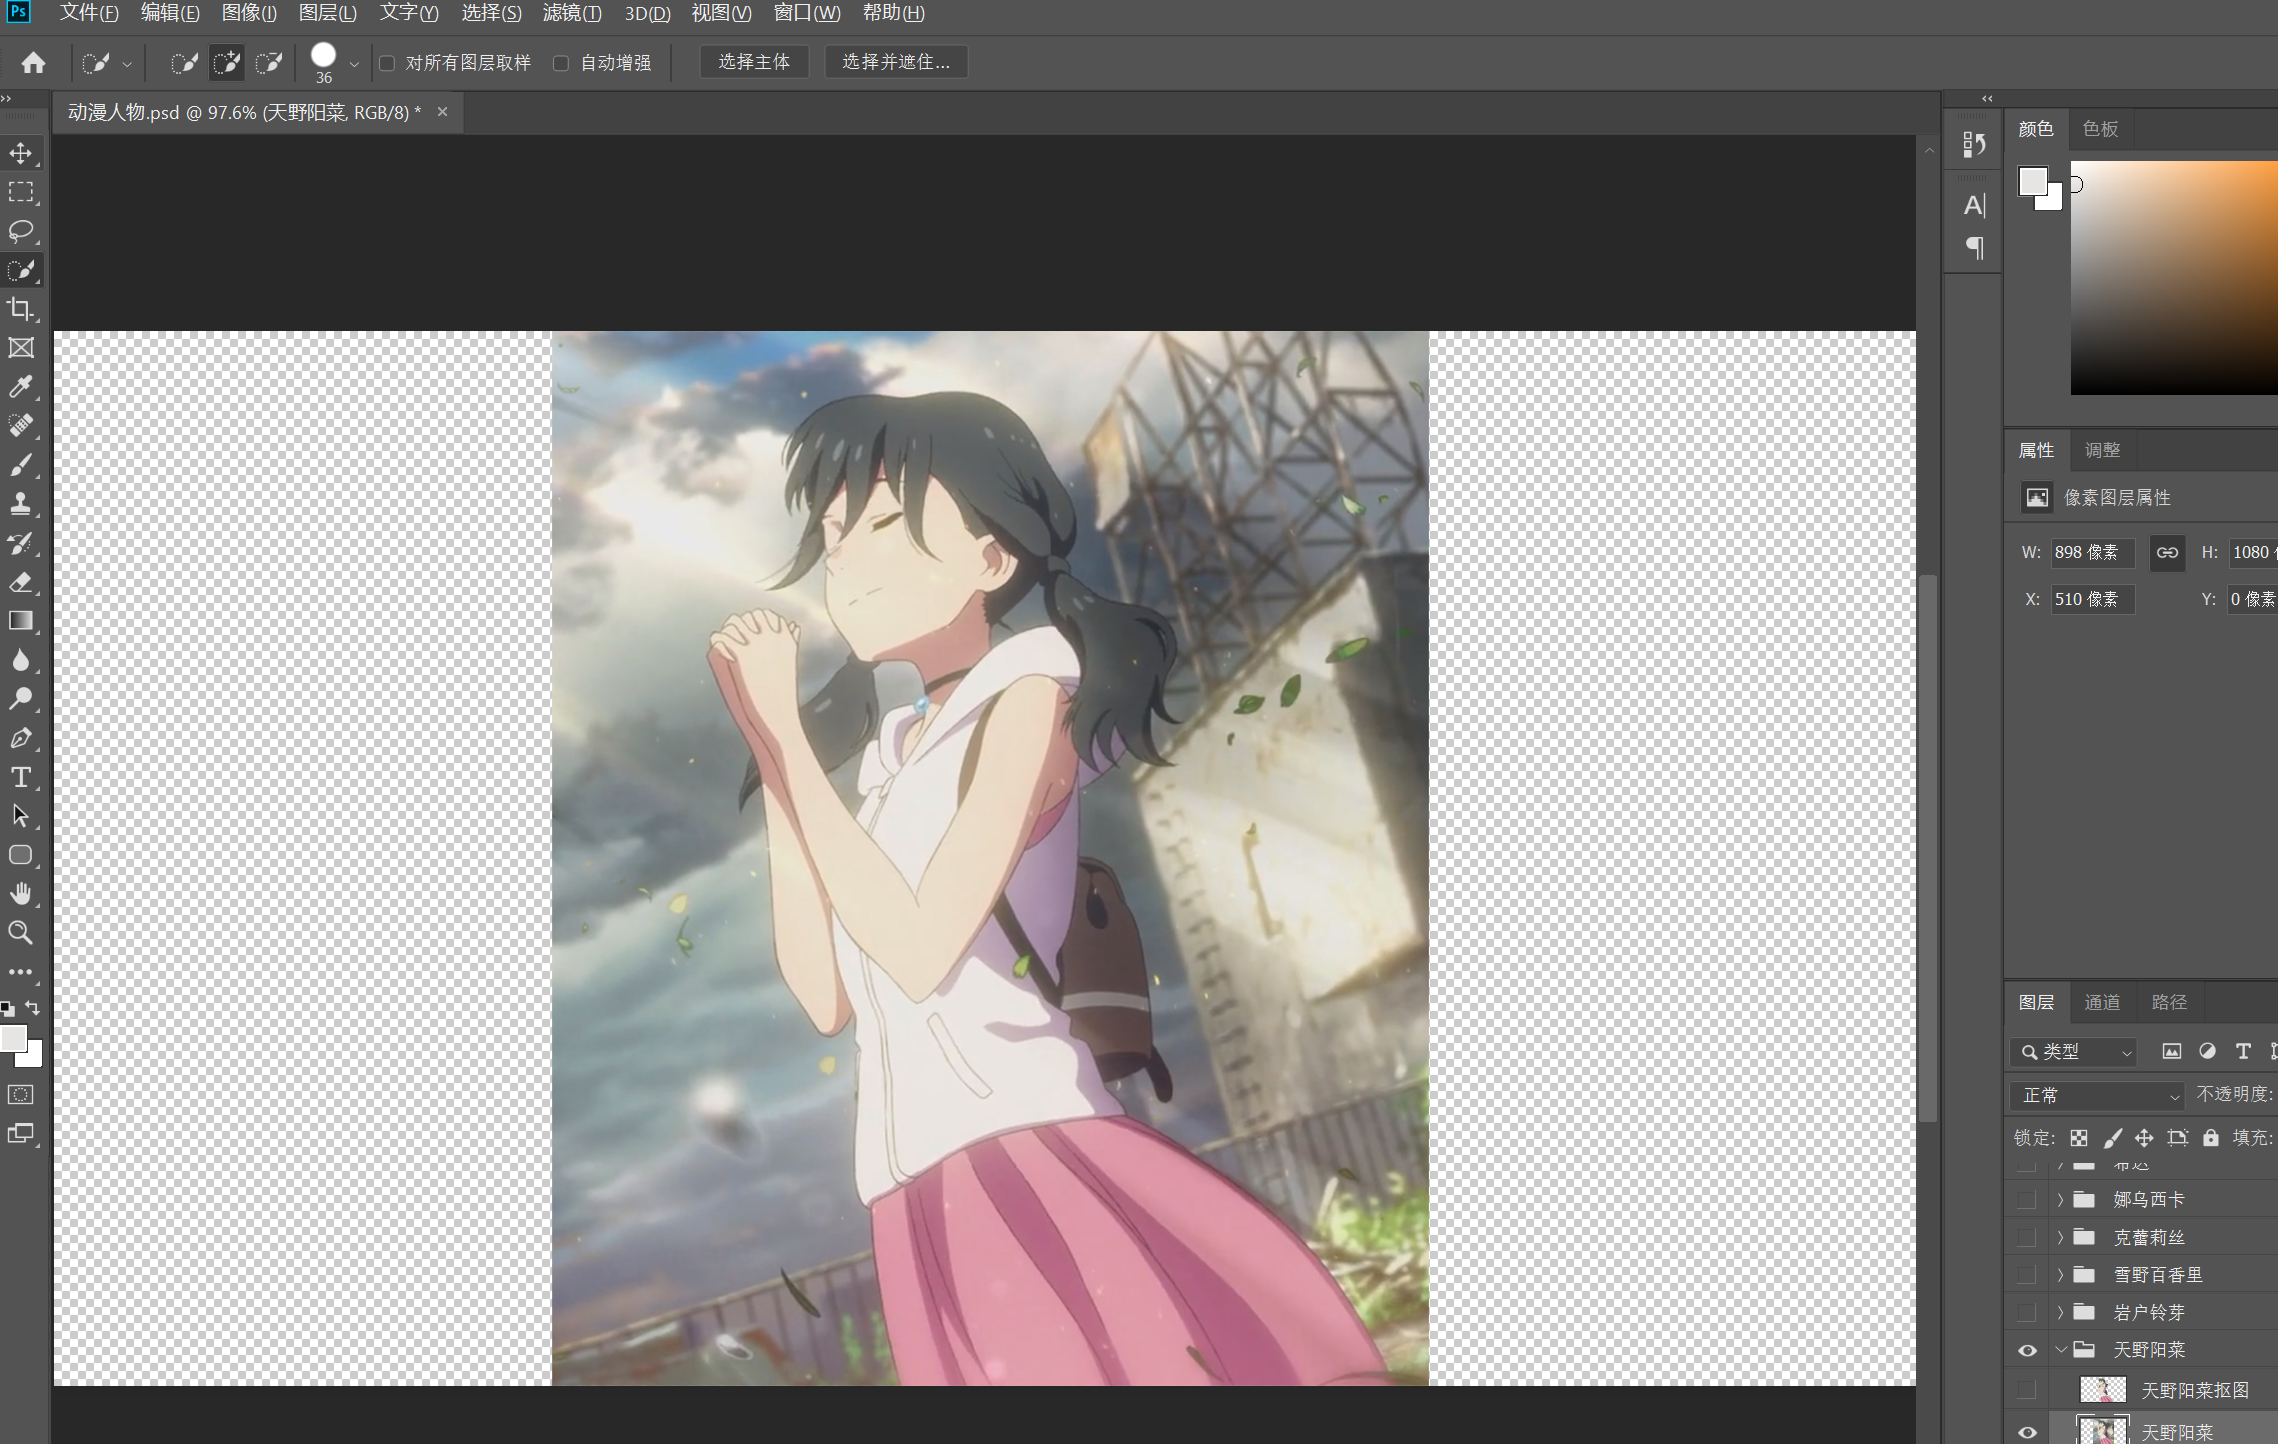 Ps 文件(F) 编辑(E) 图像(I) 图层(L) 文字(Y) 选择(S) 滤镜(T) 3D(D) 视图(V) 窗口(W) 帮助(H)
36
对所有图层取样 自动增强 选择主体 选择并遮住...
动漫人物.psd @ 97.6% (天野阳菜, RGB/8) * ×
颜色 色板
属性 调整
像素图层属性
W: 898 像素 H: 1080
X: 510 像素 Y: 0 像素
图层 通道 路径
类型
正常 不透明度:
锁定: 填充:
娜乌西卡
克蕾莉丝
雪野百香里
岩户铃芽
天野阳菜
天野阳菜抠图
天野阳菜